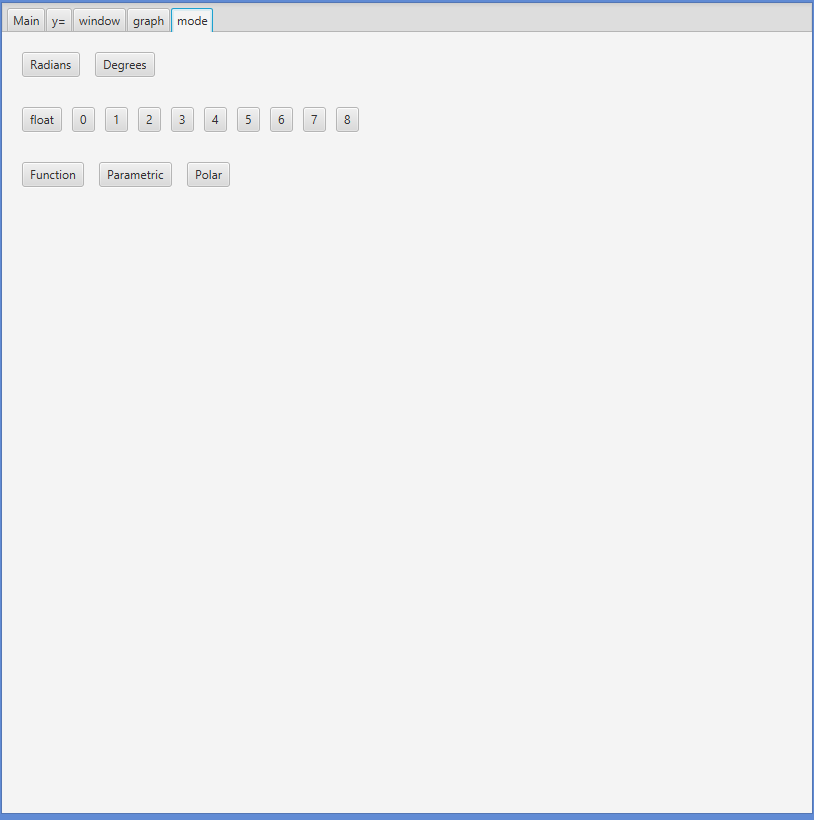 Main y= window graph mode
Radians Degrees
float 0 1 2 3 4 5 6 7 8
Function Parametric Polar